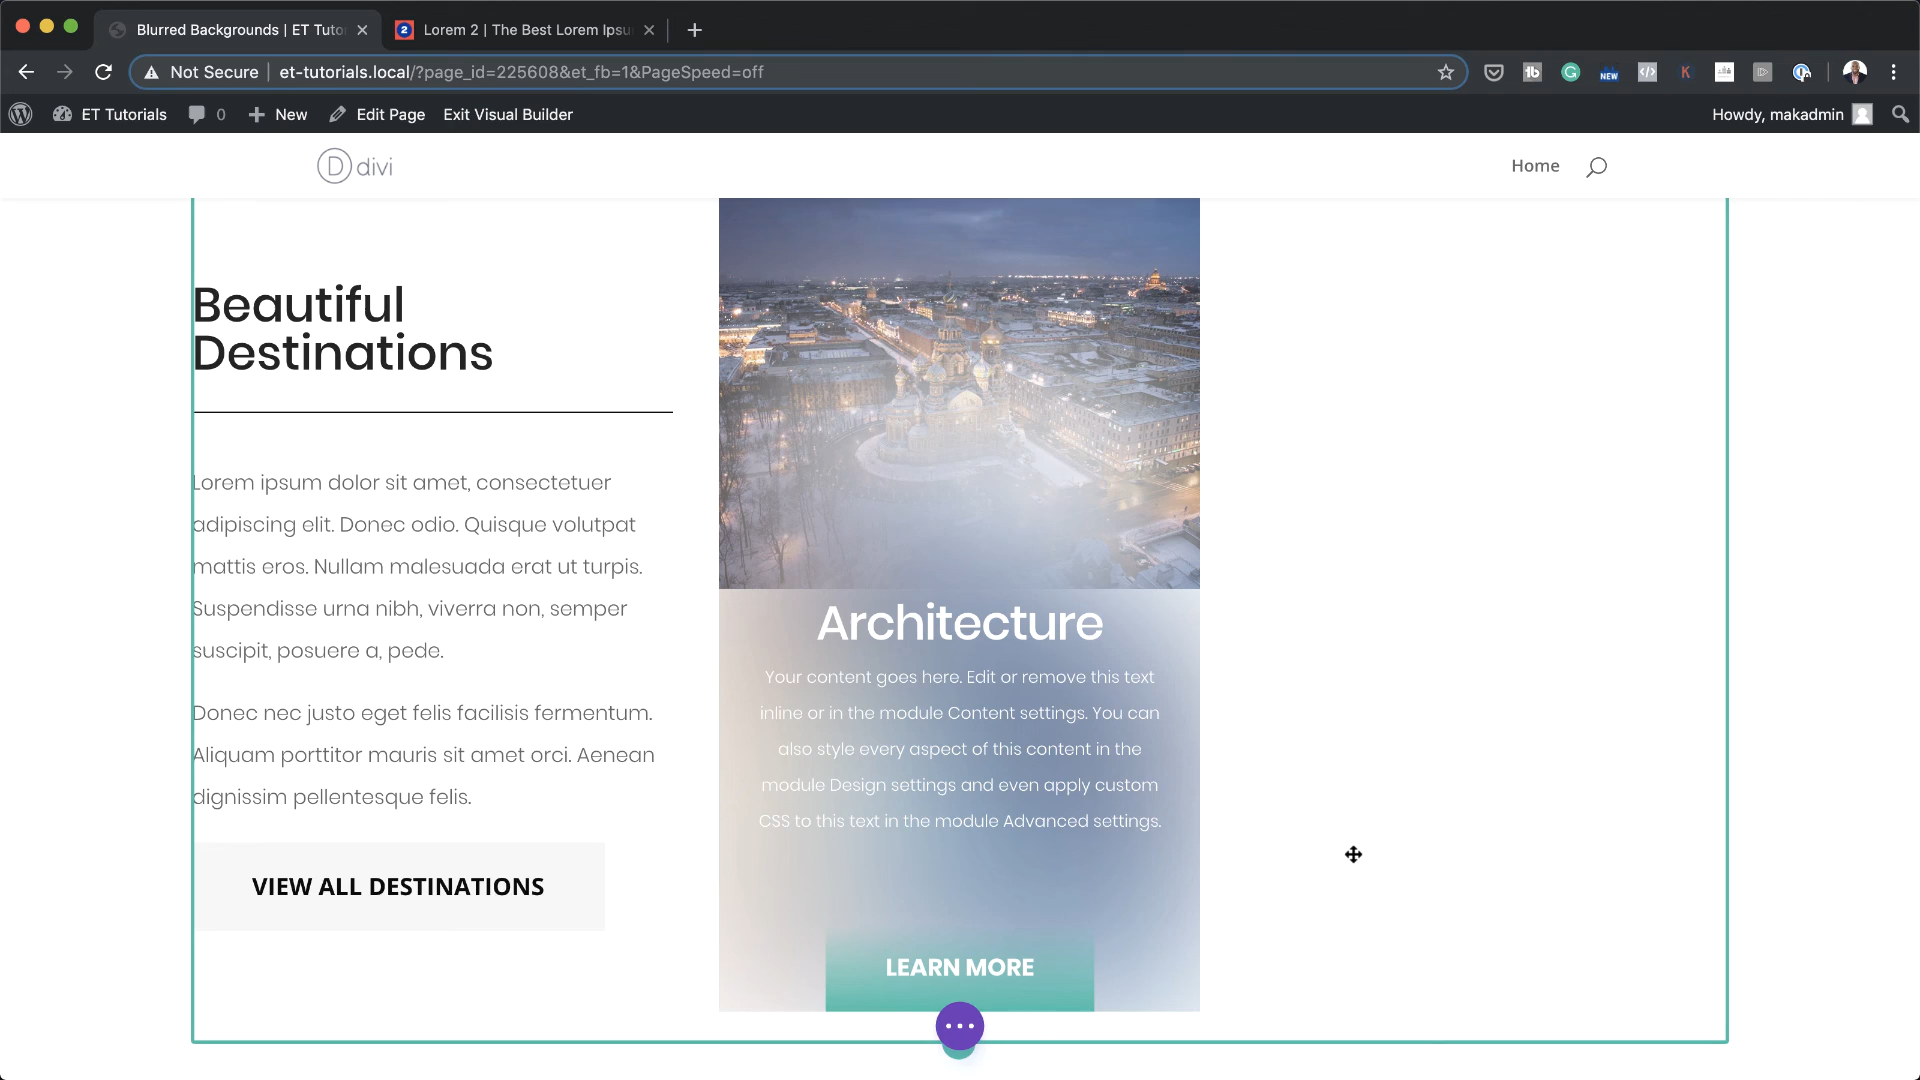 Blurred Backgrounds | ET Tuto
Lorem 2 | The Best Lorem Ipsu
Not Secure
et-tutorials.local/?page_id=225608&et_fb=1&PageSpeed=off
NEW
ET Tutorials
0
New
Edit Page
Exit Visual Builder
Howdy, makadmin
D divi
Home
Beautiful
Destinations
Lorem ipsum dolor sit amet, consectetuer
adipiscing elit. Donec odio. Quisque volutpat
mattis eros. Nullam malesuada erat ut turpis.
Suspendisse urna nibh, viverra non, semper
suscipit, posuere a, pede.
Donec nec justo eget felis facilisis fermentum.
Aliquam porttitor mauris sit amet orci. Aenean
dignissim pellentesque felis.
VIEW ALL DESTINATIONS
Architecture
Your content goes here. Edit or remove this text
inline or in the module Content settings. You can
also style every aspect of this content in the
module Design settings and even apply custom
CSS to this text in the module Advanced settings.
LEARN MORE